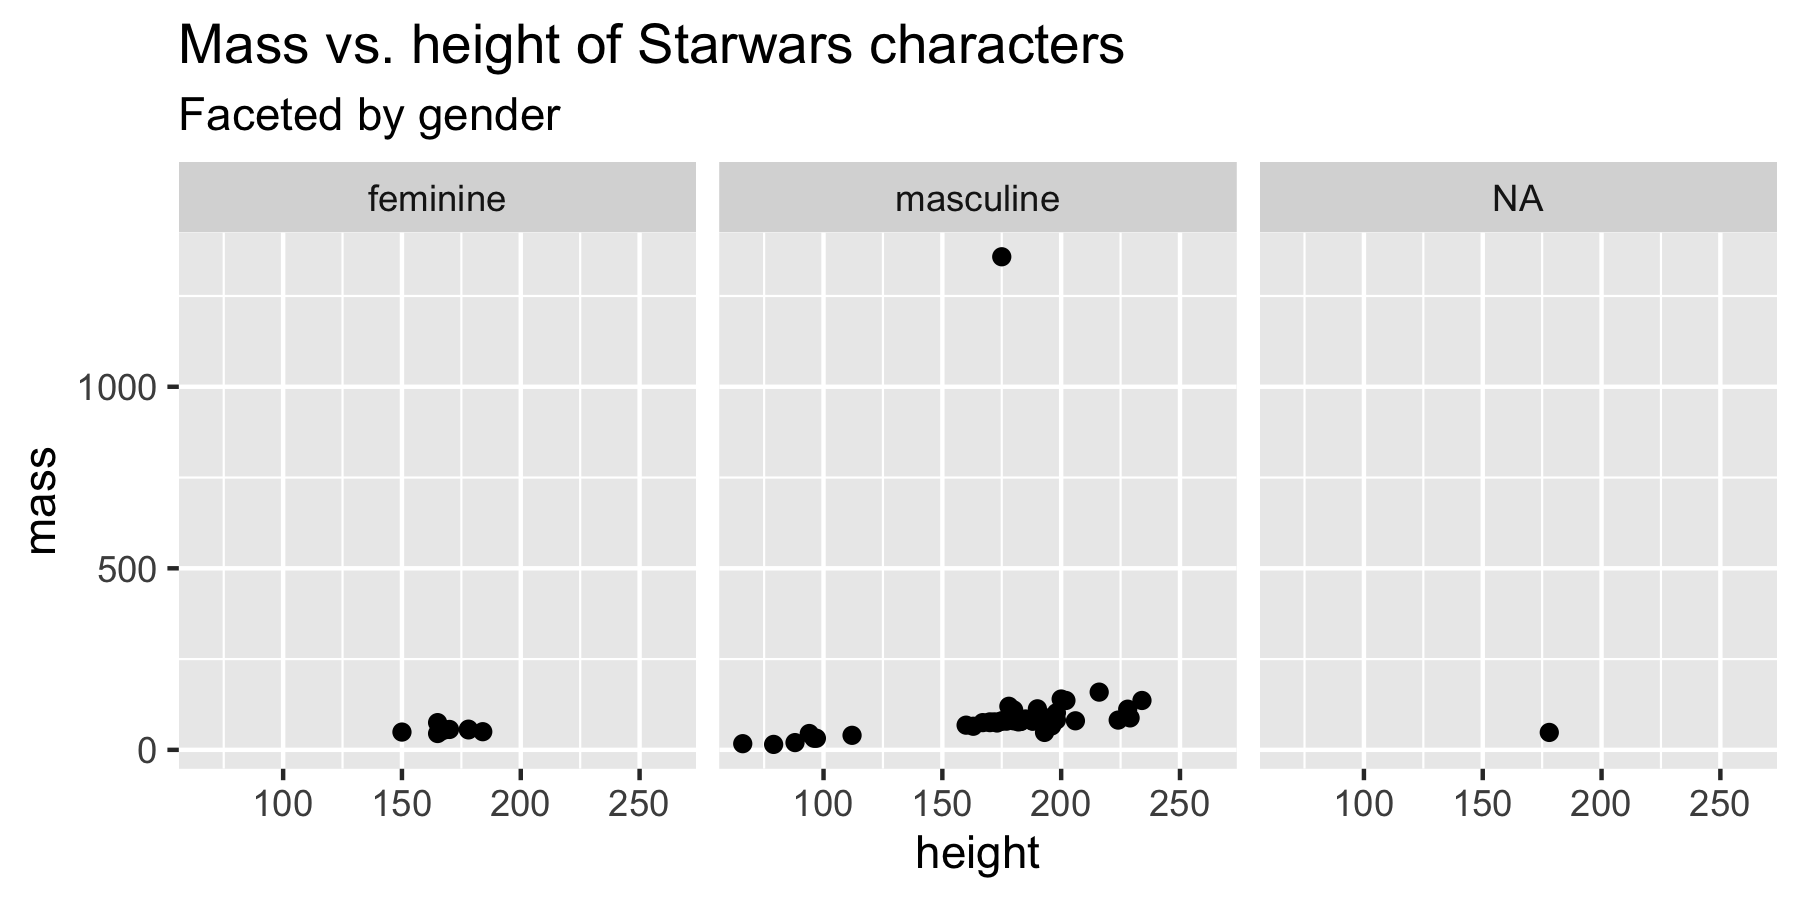 Mass vs. height of Starwars characters
Faceted by gender
feminine masculine NA
1000
500
0
mass
100 150 200 250 100 150 200 250 100 150 200 250
height